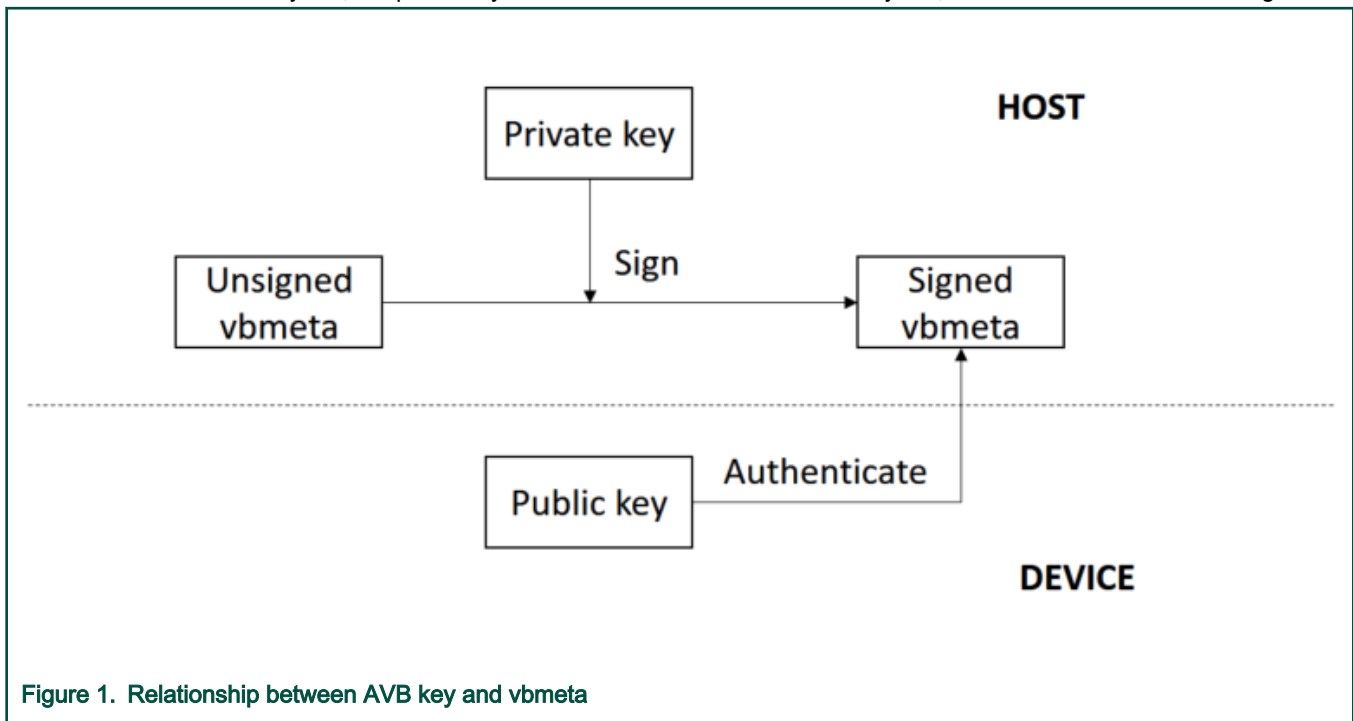 HOST
Private key
Sign
Unsigned
vbmeta
Signed
vbmeta
Public key
Authenticate
DEVICE
Figure 1. Relationship between AVB key and vbmeta